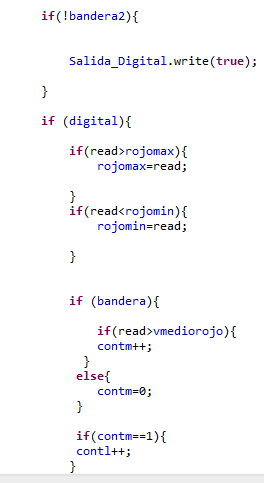 if(!bandera2){
Salida_Digital.write(true);
}
if (digital){
if(read>rojomax){
rojomax=read;
}
if(read<rojomin){
rojomin=read;
}
if (bandera){
if(read>vmediorojo){
contm++;
}
else{
contm=0;
}
if(contm==1){
contl++;
}